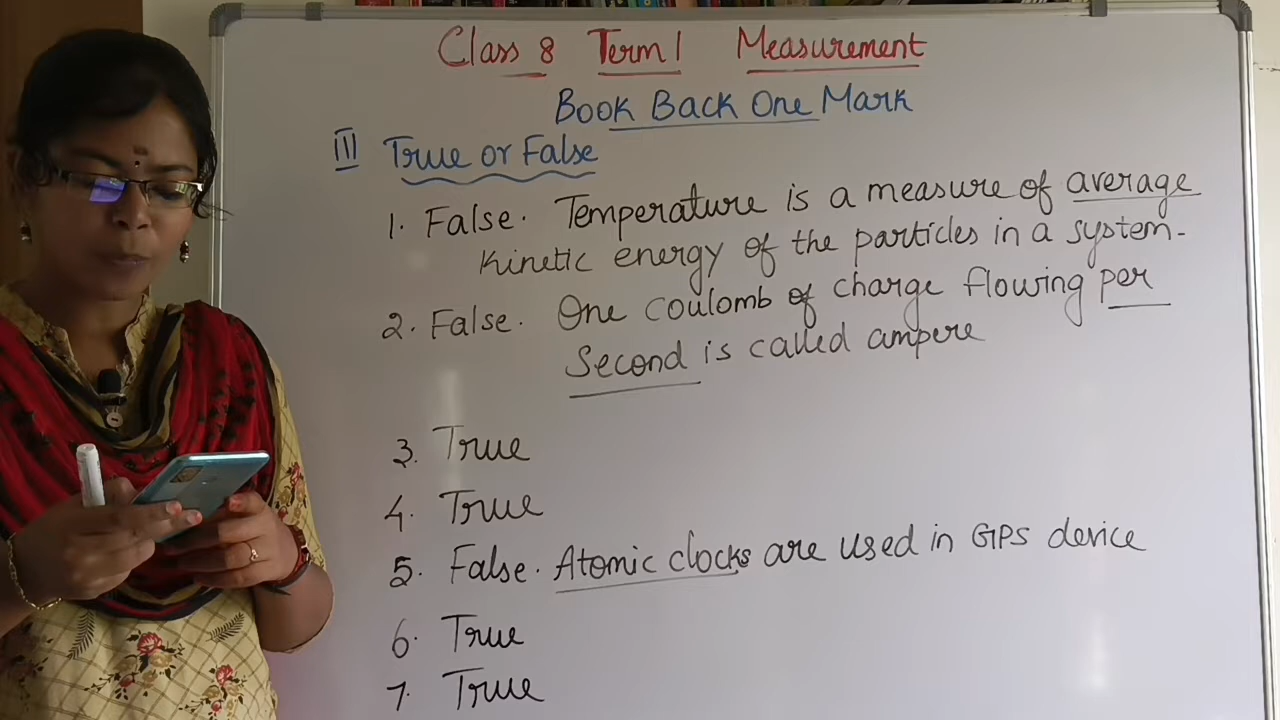 Class 8 Term 1 Measurement
Book Back One Mark
III True or False
1. False. Temperature is a measure of average
kinetic energy of the particles in a system.
2. False. One coulomb of charge flowing per
Second is called ampere
3. True
4. True
5. False. Atomic clocks are used in GPS device
6. True
7. True